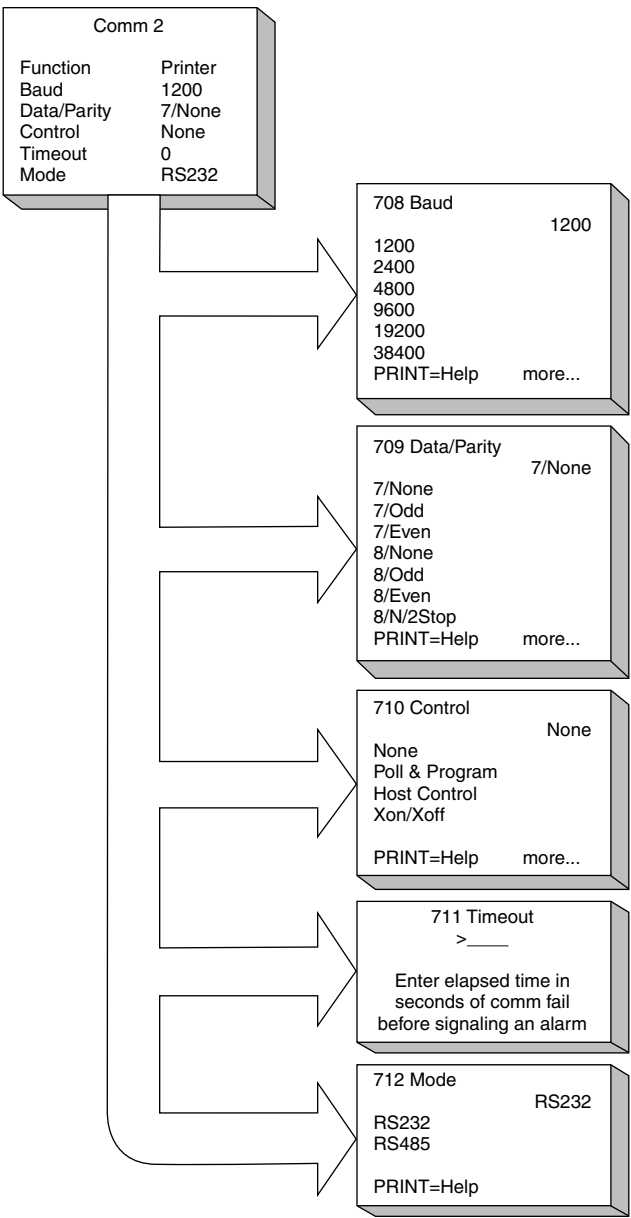 Comm 2
Function Printer
Baud 1200
Data/Parity 7/None
Control None
Timeout 0
Mode RS232
708 Baud
1200
1200
2400
4800
9600
19200
38400
PRINT=Help more...
709 Data/Parity
7/None
7/None
7/Odd
7/Even
8/None
8/Odd
8/Even
8/N/2Stop
PRINT=Help more...
710 Control
None
None
Poll & Program
Host Control
Xon/Xoff
PRINT=Help more...
711 Timeout
>____
Enter elapsed time in
seconds of comm fail
before signaling an alarm
712 Mode
RS232
RS232
RS485
PRINT=Help